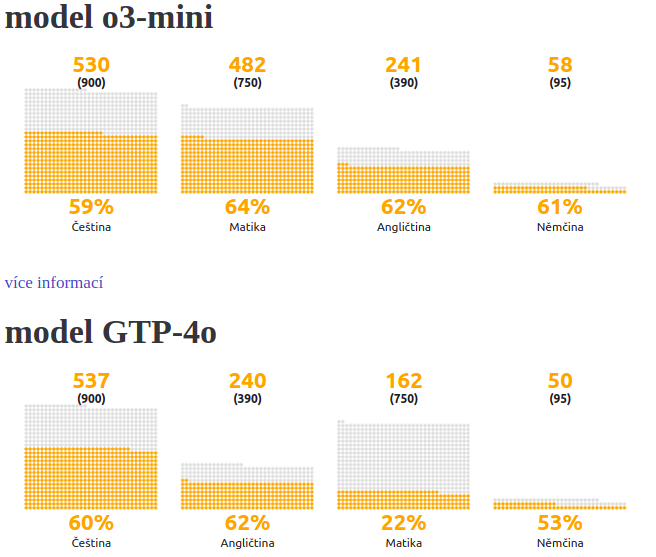 model o3-mini
530 482 241 58
(900) (750) (390) (95)
59% 64% 62% 61%
Čeština Matika Angličtina Němčina
více informací
model GTP-4o
537 240 162 50
(900) (390) (750) (95)
60% 62% 22% 53%
Čeština Angličtina Matika Němčina